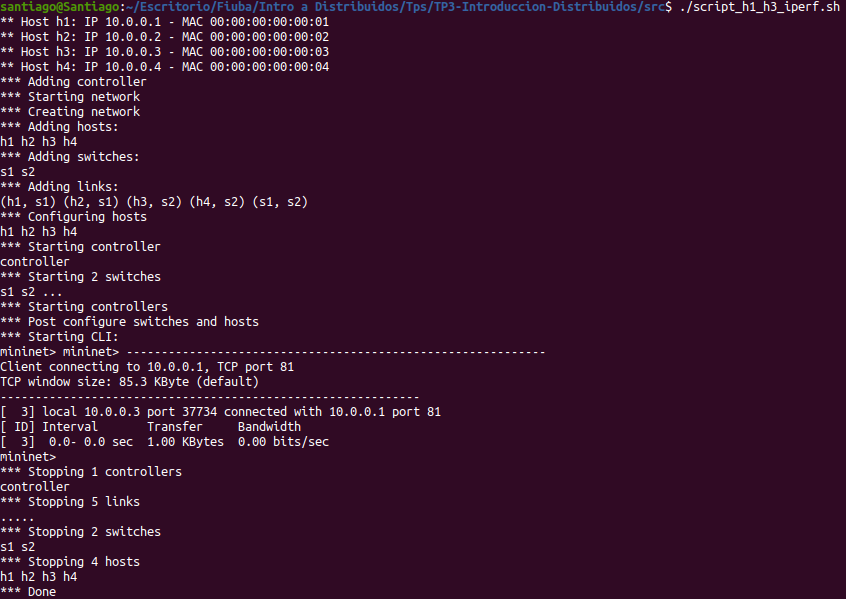 santiago@Santiago:~/Escritorio/Fiuba/Intro a Distribuidos/Tps/TP3-Introduccion-Distribuidos/src$ ./script_h1_h3_iperf.sh
** Host h1: IP 10.0.0.1 - MAC 00:00:00:00:00:01
** Host h2: IP 10.0.0.2 - MAC 00:00:00:00:00:02
** Host h3: IP 10.0.0.3 - MAC 00:00:00:00:00:03
** Host h4: IP 10.0.0.4 - MAC 00:00:00:00:00:04
*** Adding controller
*** Starting network
*** Creating network
*** Adding hosts:
h1 h2 h3 h4
*** Adding switches:
s1 s2
*** Adding links:
(h1, s1) (h2, s1) (h3, s2) (h4, s2) (s1, s2)
*** Configuring hosts
h1 h2 h3 h4
*** Starting controller
controller
*** Starting 2 switches
s1 s2 ...
*** Starting controllers
*** Post configure switches and hosts
*** Starting CLI:
mininet> mininet> ------------------------------------------------------------
Client connecting to 10.0.0.1, TCP port 81
TCP window size: 85.3 KByte (default)
------------------------------------------------------------
[  3] local 10.0.0.3 port 37734 connected with 10.0.0.1 port 81
[ ID] Interval       Transfer     Bandwidth
[  3]  0.0- 0.0 sec  1.00 KBytes  0.00 bits/sec
mininet>
*** Stopping 1 controllers
controller
*** Stopping 5 links
.....
*** Stopping 2 switches
s1 s2
*** Stopping 4 hosts
h1 h2 h3 h4
*** Done